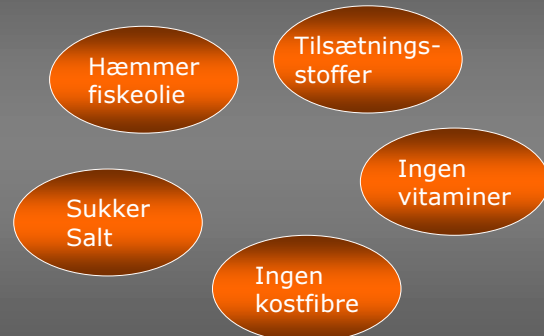 Hæmmer
fiskeolie
Tilsætnings-
stoffer
Ingen
vitaminer
Sukker
Salt
Ingen
kostfibre